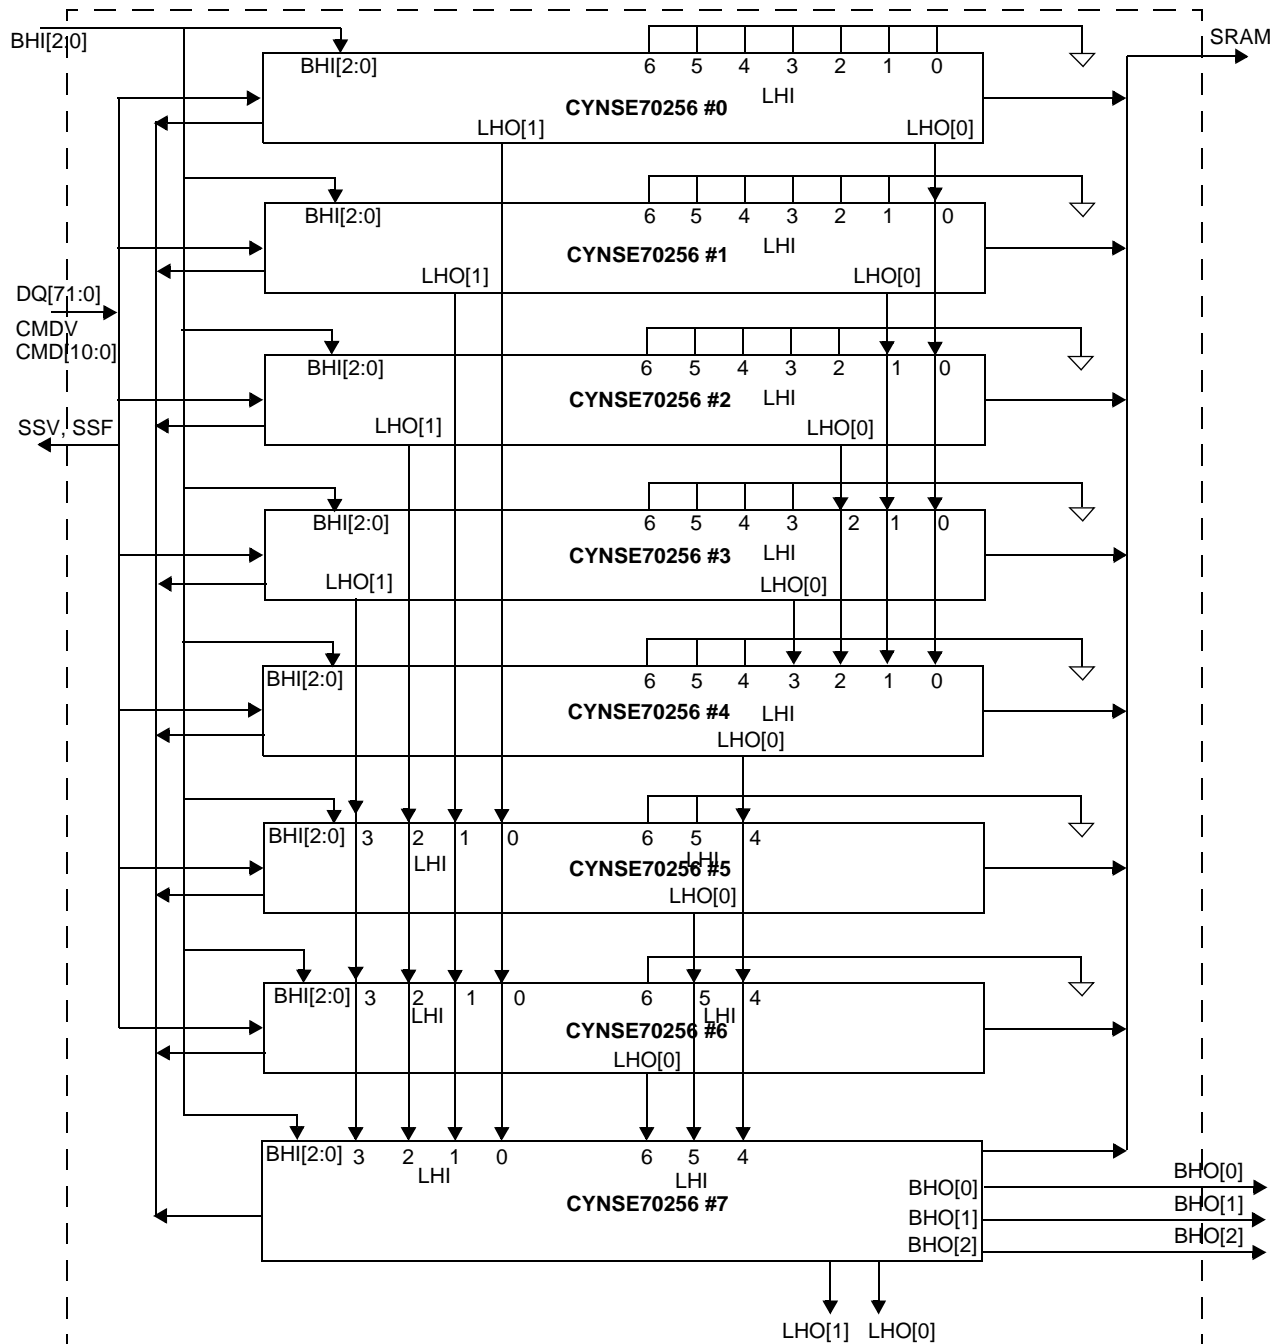 BHI[2:0]
SRAM
BHI[2:0]
6 5 4 3 2 1 0
LHI
CYNSE70256 #0
LHO[1]
LHO[0]
BHI[2:0]
6 5 4 3 2 1 0
LHI
CYNSE70256 #1
LHO[1]
LHO[0]
DQ[71:0]
CMDV
CMD[10:0]
BHI[2:0]
6 5 4 3 2 1 0
LHI
CYNSE70256 #2
LHO[1]
LHO[0]
SSV, SSF
BHI[2:0]
6 5 4 3 2 1 0
LHI
CYNSE70256 #3
LHO[1]
LHO[0]
BHI[2:0]
6 5 4 3 2 1 0
LHI
CYNSE70256 #4
LHO[0]
BHI[2:0] 3 2 1 0 6 5 4
LHI
LHI
CYNSE70256 #5
LHO[0]
BHI[2:0] 3 2 1 0 6 5 4
LHI
LHI
CYNSE70256 #6
LHO[0]
BHI[2:0] 3 2 1 0 6 5 4
LHI
LHI
CYNSE70256 #7
BHO[0]
BHO[1]
BHO[2]
BHO[0]
BHO[1]
BHO[2]
LHO[1] LHO[0]